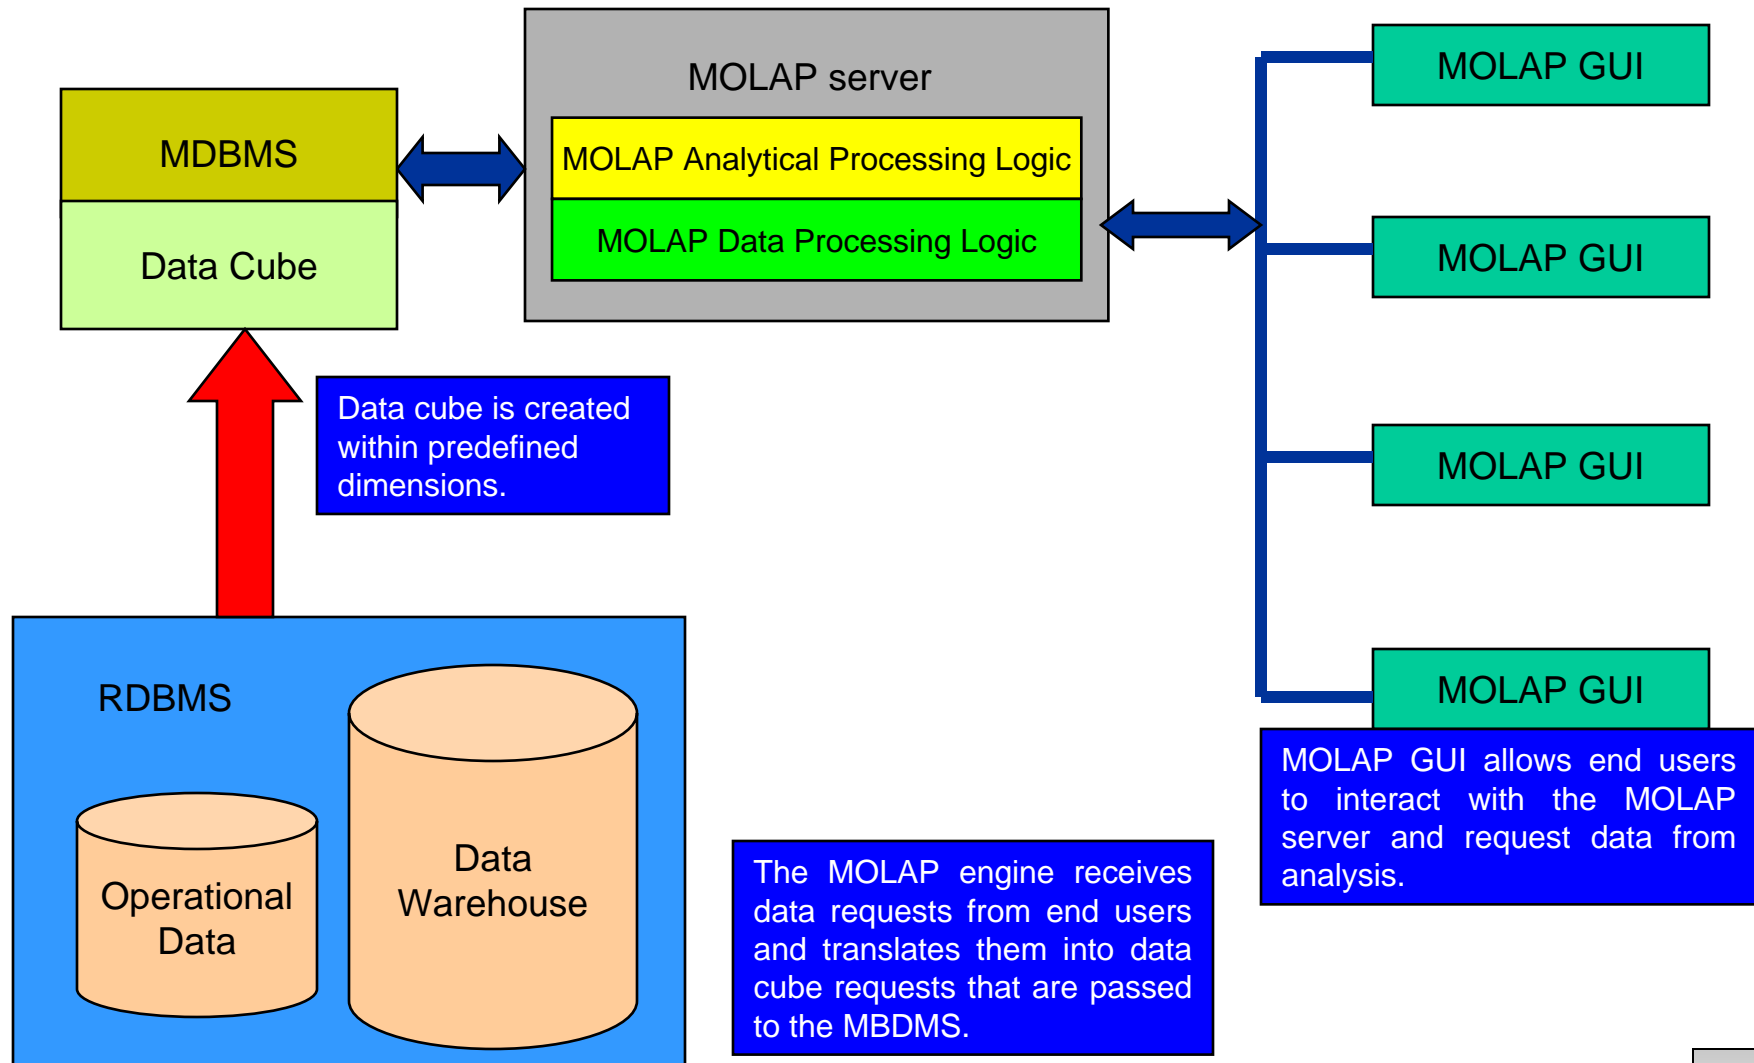 MOLAP server
MOLAP Analytical Processing Logic
MOLAP Data Processing Logic
MDBMS
Data Cube
MOLAP GUI
MOLAP GUI
MOLAP GUI
MOLAP GUI
Data cube is created
within predefined
dimensions.
RDBMS
Operational
Data
Data
Warehouse
The MOLAP engine receives
data requests from end users
and translates them into data
cube requests that are passed
to the MBDMS.
MOLAP GUI allows end users
to interact with the MOLAP
server and request data from
analysis.